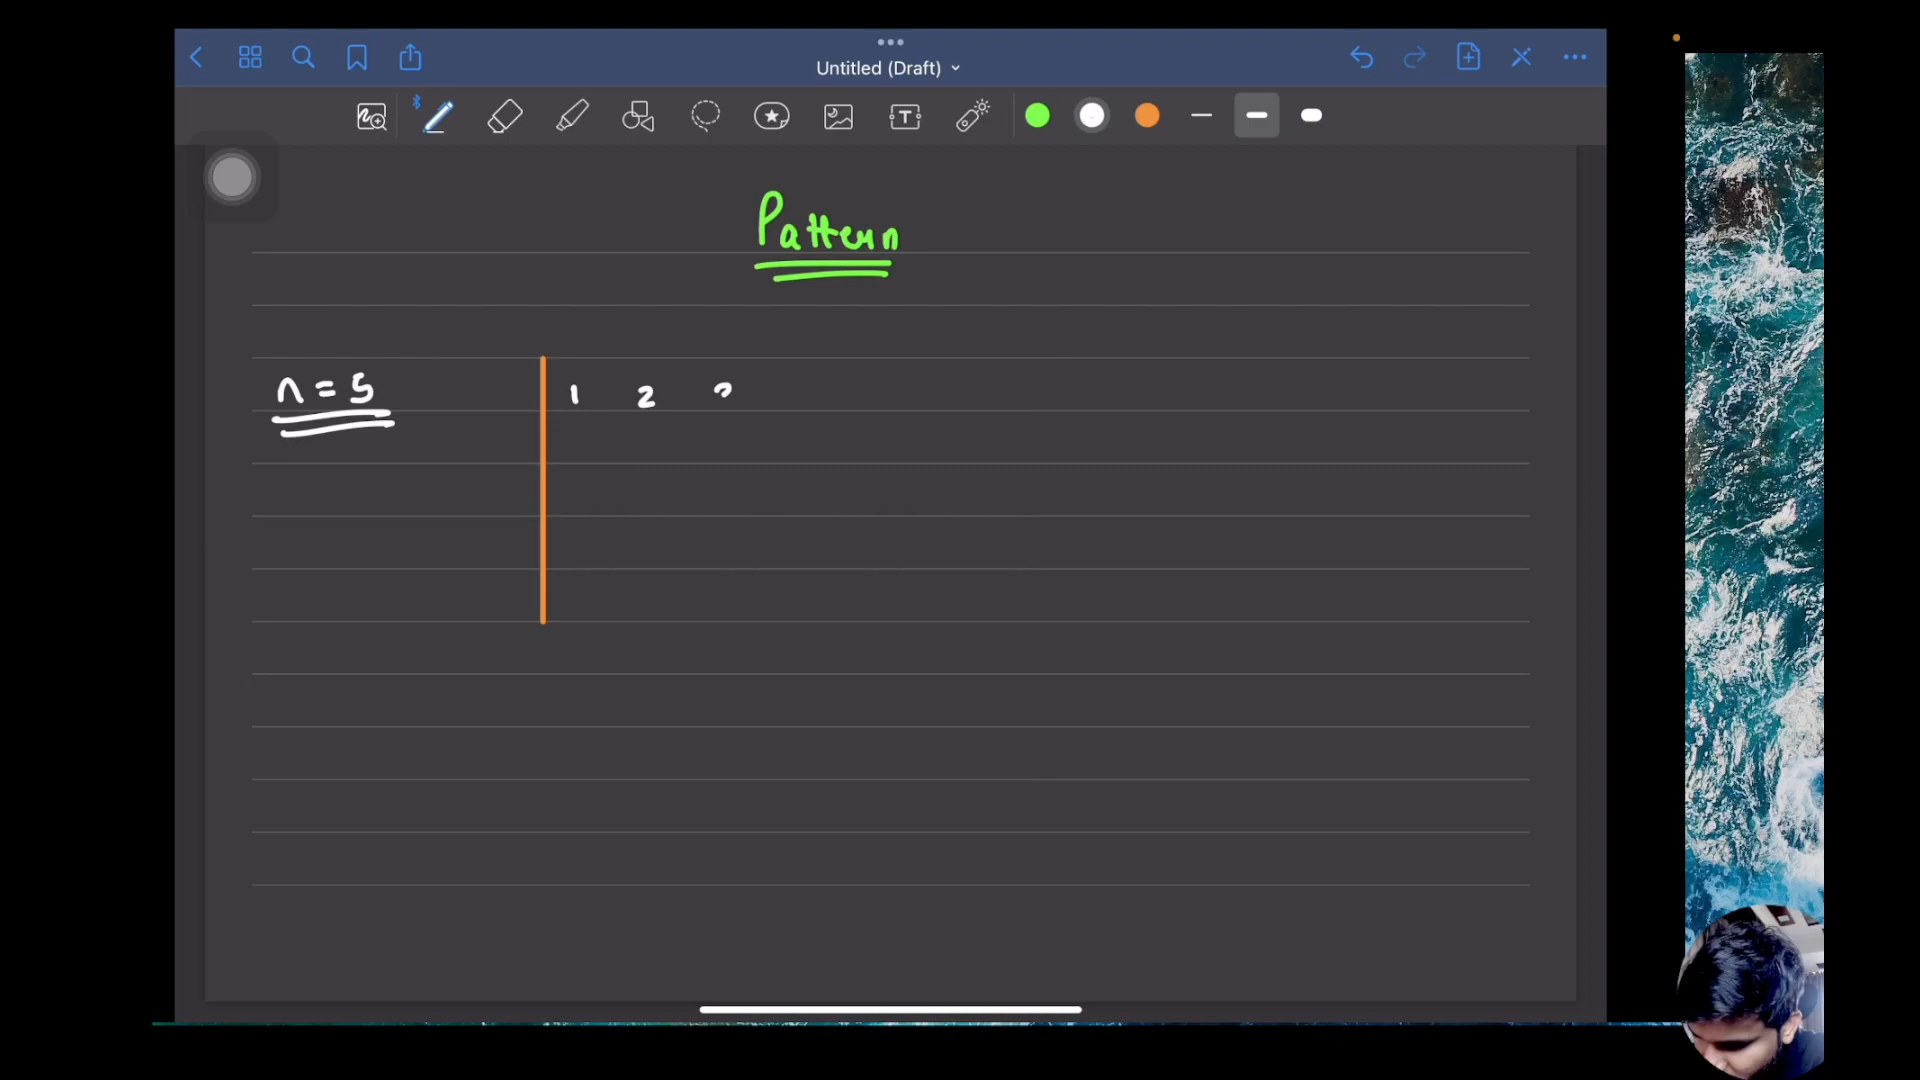 Untitled (Draft)
T
Pattern
n = 5
1 2